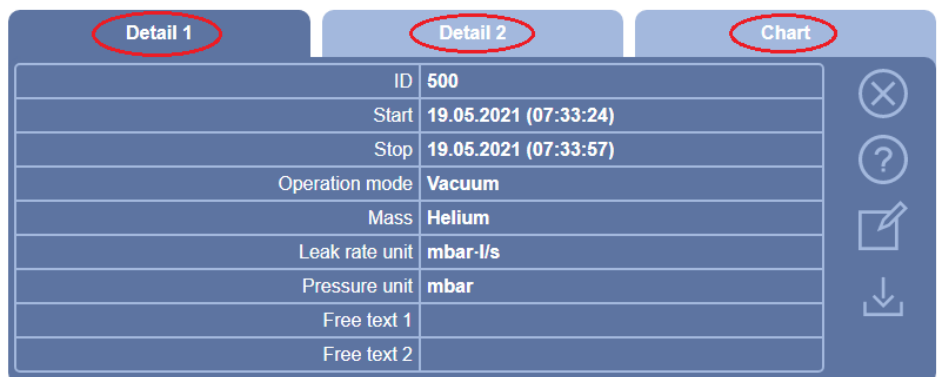 Detail 1 Detail 2 Chart
ID 500
Start 19.05.2021 (07:33:24)
Stop 19.05.2021 (07:33:57)
Operation mode Vacuum
Mass Helium
Leak rate unit mbar·l/s
Pressure unit mbar
Free text 1
Free text 2
?